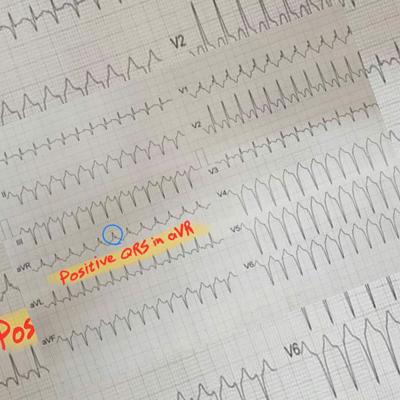 V2
V1
V2
II
V3
III
V4
aVR
Positive QRS in aVR
V5
aVL
V6
Pos
aVF
V6